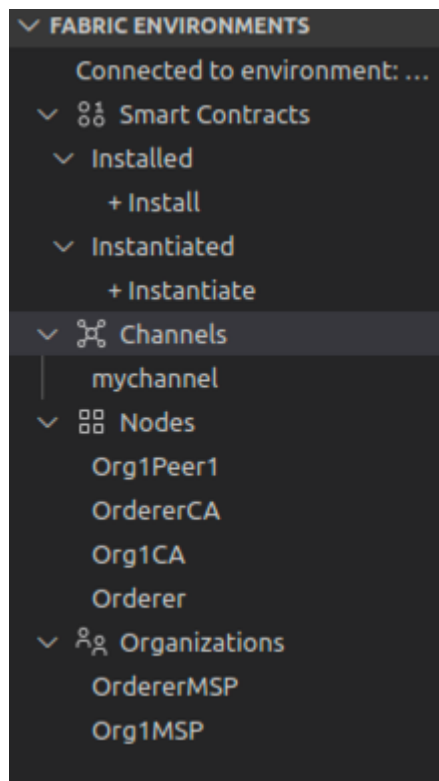 FABRIC ENVIRONMENTS
Connected to environment: ...
Smart Contracts
Installed
+ Install
Instantiated
+ Instantiate
Channels
mychannel
Nodes
Org1Peer1
OrdererCA
Org1CA
Orderer
Organizations
OrdererMSP
Org1MSP